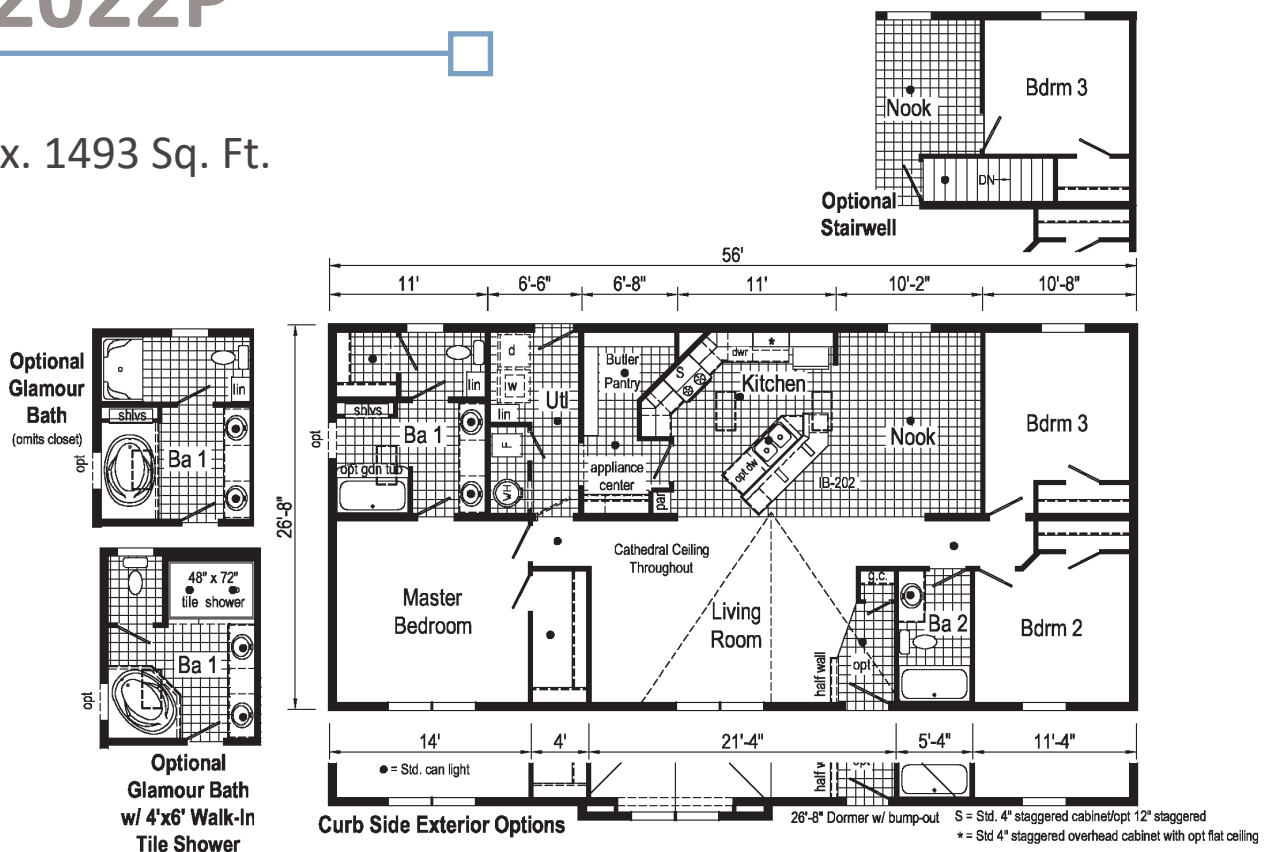 2022P
x. 1493 Sq. Ft.
Nook
Bdrm 3
DN
Optional
Stairwell
56'
11'
6'-6"
6'-8"
11'
10'-2"
10'-8"
26'-8"
Optional
Glamour
Bath
(omits closet)
lin
shlvs
opt
Ba 1
lin
shlvs
opt
Ba 1
opt gdn tub
d
w
lin
Utl
F
WH
Butler
Pantry
appliance
center
pan
S
dwr
*
Kitchen
opt dw
IB-202
Nook
Bdrm 3
48" x 72"
tile shower
Ba 1
opt
Optional
Glamour Bath
w/ 4'x6' Walk-In
Tile Shower
Master
Bedroom
Cathedral Ceiling
Throughout
Living
Room
half wall
g.c.
opt
Ba 2
Bdrm 2
14'
4'
21'-4"
5'-4"
11'-4"
● = Std. can light
half w
opt
Curb Side Exterior Options
26'-8" Dormer w/ bump-out
S = Std. 4" staggered cabinet/opt 12" staggered
* = Std 4" staggered overhead cabinet with opt flat ceiling